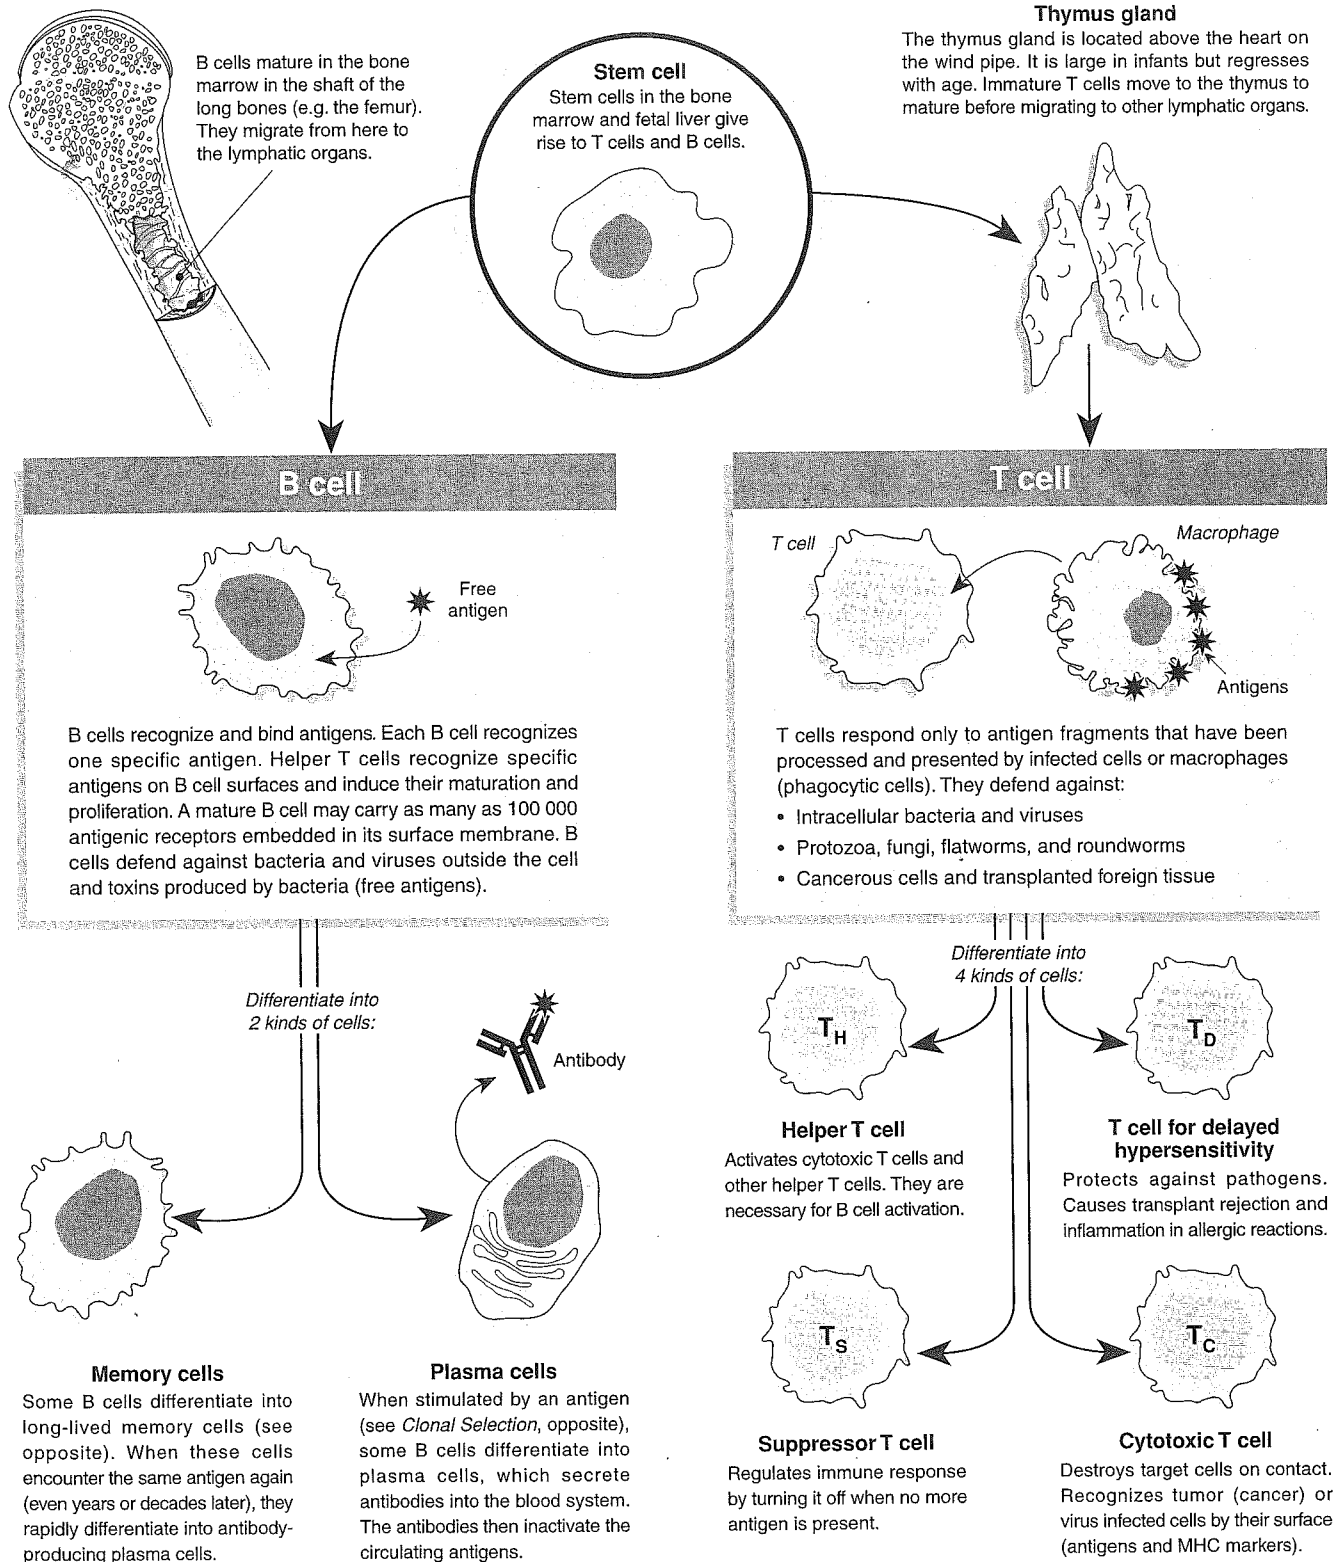 B cells mature in the bone
marrow in the shaft of the
long bones (e.g. the femur).
They migrate from here to
the lymphatic organs.
Stem cell
Stem cells in the bone
marrow and fetal liver give
rise to T cells and B cells.
Thymus gland
The thymus gland is located above the heart on
the wind pipe. It is large in infants but regresses
with age. Immature T cells move to the thymus to
mature before migrating to other lymphatic organs.
B cell
Free
antigen
B cells recognize and bind antigens. Each B cell recognizes
one specific antigen. Helper T cells recognize specific
antigens on B cell surfaces and induce their maturation and
proliferation. A mature B cell may carry as many as 100 000
antigenic receptors embedded in its surface membrane. B
cells defend against bacteria and viruses outside the cell
and toxins produced by bacteria (free antigens).
T cell
T cell
Macrophage
Antigens
T cells respond only to antigen fragments that have been
processed and presented by infected cells or macrophages
(phagocytic cells). They defend against:
• Intracellular bacteria and viruses
• Protozoa, fungi, flatworms, and roundworms
• Cancerous cells and transplanted foreign tissue
Differentiate into
2 kinds of cells:
Antibody
Memory cells
Some B cells differentiate into
long-lived memory cells (see
opposite). When these cells
encounter the same antigen again
(even years or decades later), they
rapidly differentiate into antibody-
producing plasma cells.
Plasma cells
When stimulated by an antigen
(see Clonal Selection, opposite),
some B cells differentiate into
plasma cells, which secrete
antibodies into the blood system.
The antibodies then inactivate the
circulating antigens.
Differentiate into
4 kinds of cells:
TH
Helper T cell
Activates cytotoxic T cells and
other helper T cells. They are
necessary for B cell activation.
TD
T cell for delayed
hypersensitivity
Protects against pathogens.
Causes transplant rejection and
inflammation in allergic reactions.
TS
Suppressor T cell
Regulates immune response
by turning it off when no more
antigen is present.
TC
Cytotoxic T cell
Destroys target cells on contact.
Recognizes tumor (cancer) or
virus infected cells by their surface
(antigens and MHC markers).